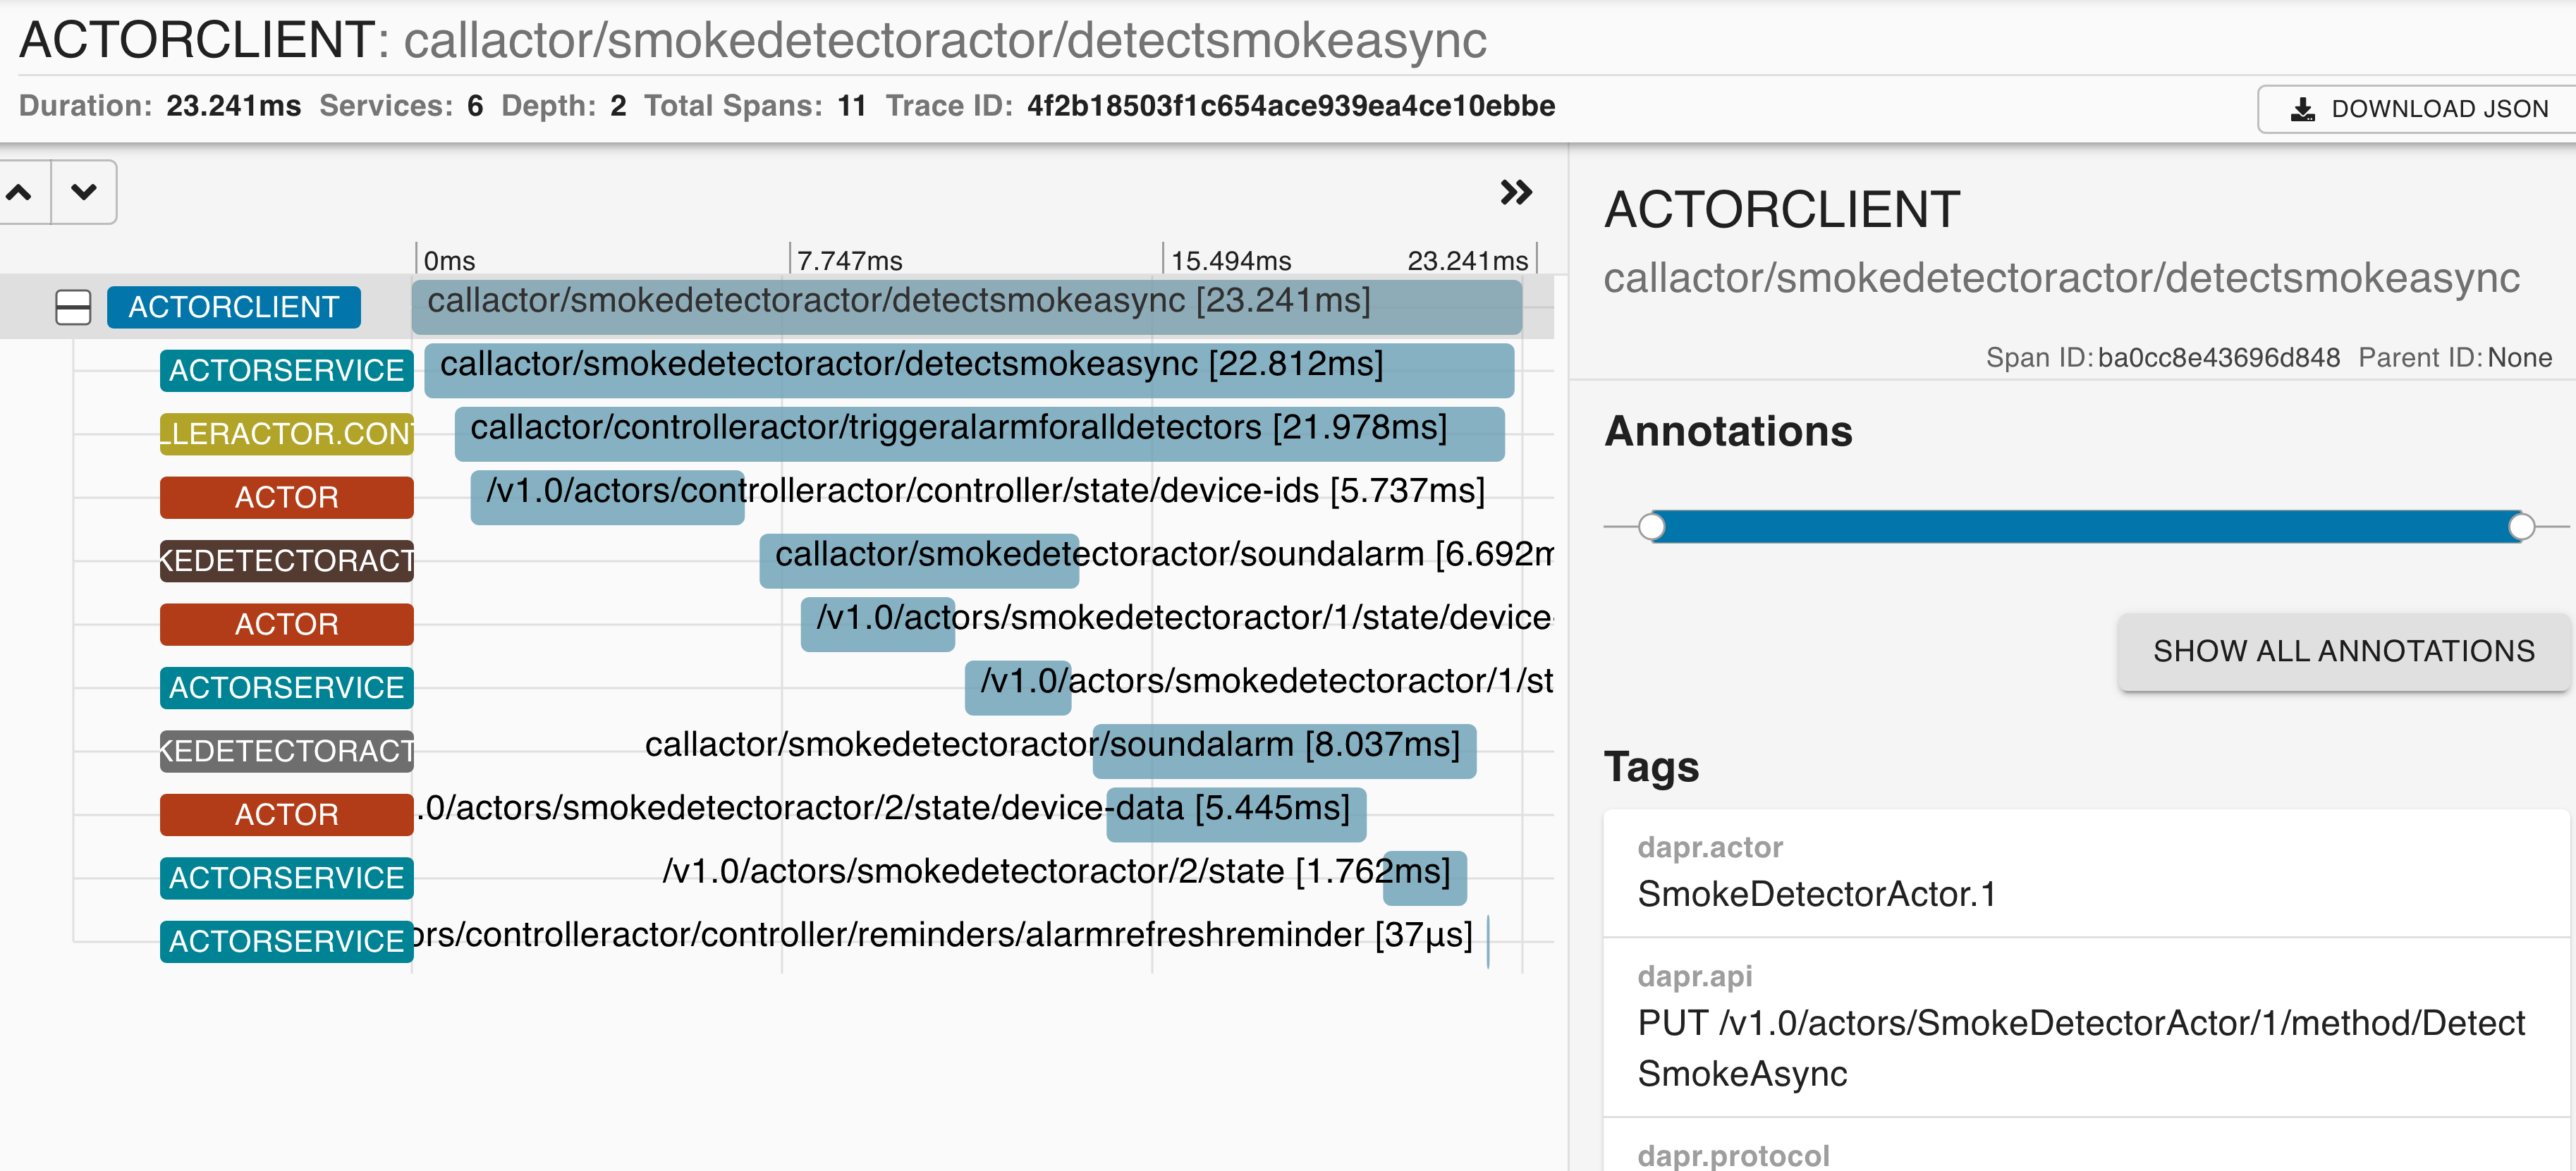 ACTORCLIENT: callactor/smokedetectoractor/detectsmokeasync
Duration: 23.241ms Services: 6 Depth: 2 Total Spans: 11 Trace ID: 4f2b18503f1c654ace939ea4ce10ebbe
DOWNLOAD JSON
0ms 7.747ms 15.494ms 23.241ms
ACTORCLIENT callactor/smokedetectoractor/detectsmokeasync [23.241ms]
ACTORSERVICE callactor/smokedetectoractor/detectsmokeasync [22.812ms]
LLERACTOR.CONT callactor/controlleractor/triggeralarmforalldetectors [21.978ms]
ACTOR /v1.0/actors/controlleractor/controller/state/device-ids [5.737ms]
KEDETECTORACT callactor/smokedetectoractor/soundalarm [6.692m
ACTOR /v1.0/actors/smokedetectoractor/1/state/device-
ACTORSERVICE /v1.0/actors/smokedetectoractor/1/st
KEDETECTORACT callactor/smokedetectoractor/soundalarm [8.037ms]
ACTOR .0/actors/smokedetectoractor/2/state/device-data [5.445ms]
ACTORSERVICE /v1.0/actors/smokedetectoractor/2/state [1.762ms]
ACTORSERVICE ors/controlleractor/controller/reminders/alarmrefreshreminder [37μs]
ACTORCLIENT
callactor/smokedetectoractor/detectsmokeasync
Span ID: ba0cc8e43696d848 Parent ID: None
Annotations
SHOW ALL ANNOTATIONS
Tags
dapr.actor
SmokeDetectorActor.1
dapr.api
PUT /v1.0/actors/SmokeDetectorActor/1/method/Detect
SmokeAsync
dapr.protocol